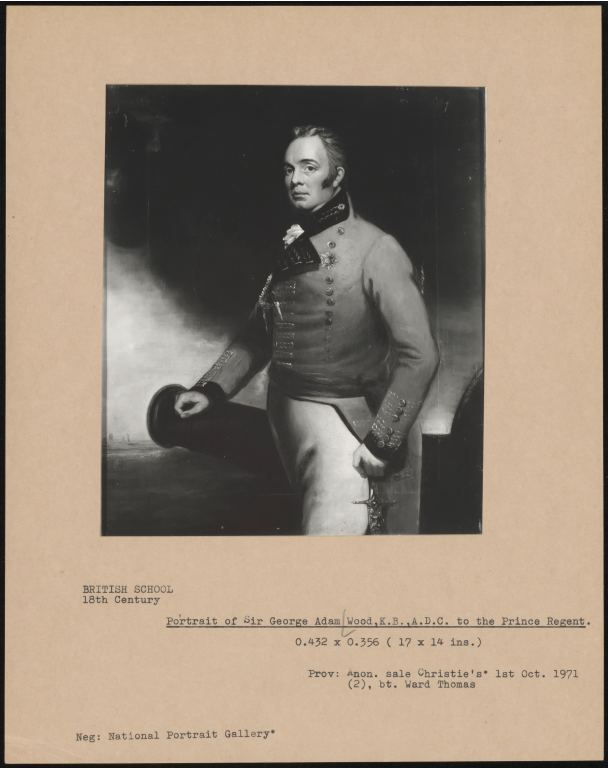 BRITISH SCHOOL
18th Century
Portrait of Sir George Adam Wood,K.B.,A.D.C. to the Prince Regent.
0.432 x 0.356 ( 17 x 14 ins.)
Prov: Anon. sale Christie's* 1st Oct. 1971
(2), bt. Ward Thomas
Neg: National Portrait Gallery*